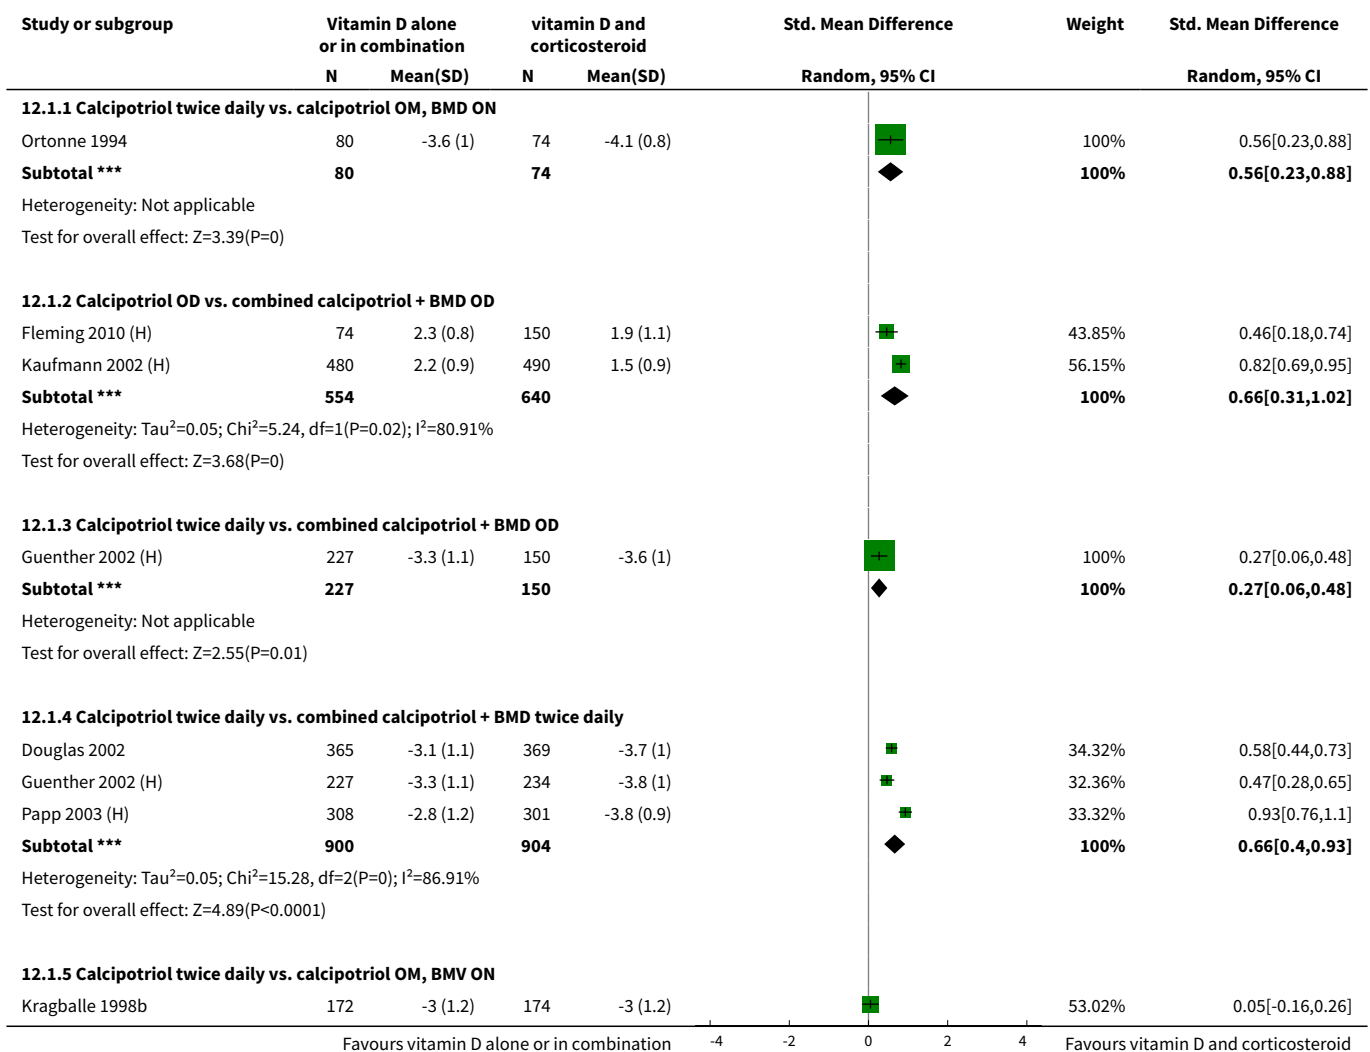 Study or subgroup Vitamin D alone or in combination vitamin D and corticosteroid Std. Mean Difference Weight Std. Mean Difference
N Mean(SD) N Mean(SD) Random, 95% CI Random, 95% CI
12.1.1 Calcipotriol twice daily vs. calcipotriol OM, BMD ON
Ortonne 1994 80 -3.6 (1) 74 -4.1 (0.8) 100% 0.56[0.23,0.88]
Subtotal *** 80 74 100% 0.56[0.23,0.88]
Heterogeneity: Not applicable
Test for overall effect: Z=3.39(P=0)
12.1.2 Calcipotriol OD vs. combined calcipotriol + BMD OD
Fleming 2010 (H) 74 2.3 (0.8) 150 1.9 (1.1) 43.85% 0.46[0.18,0.74]
Kaufmann 2002 (H) 480 2.2 (0.9) 490 1.5 (0.9) 56.15% 0.82[0.69,0.95]
Subtotal *** 554 640 100% 0.66[0.31,1.02]
Heterogeneity: Tau²=0.05; Chi²=5.24, df=1(P=0.02); I²=80.91%
Test for overall effect: Z=3.68(P=0)
12.1.3 Calcipotriol twice daily vs. combined calcipotriol + BMD OD
Guenther 2002 (H) 227 -3.3 (1.1) 150 -3.6 (1) 100% 0.27[0.06,0.48]
Subtotal *** 227 150 100% 0.27[0.06,0.48]
Heterogeneity: Not applicable
Test for overall effect: Z=2.55(P=0.01)
12.1.4 Calcipotriol twice daily vs. combined calcipotriol + BMD twice daily
Douglas 2002 365 -3.1 (1.1) 369 -3.7 (1) 34.32% 0.58[0.44,0.73]
Guenther 2002 (H) 227 -3.3 (1.1) 234 -3.8 (1) 32.36% 0.47[0.28,0.65]
Papp 2003 (H) 308 -2.8 (1.2) 301 -3.8 (0.9) 33.32% 0.93[0.76,1.1]
Subtotal *** 900 904 100% 0.66[0.4,0.93]
Heterogeneity: Tau²=0.05; Chi²=15.28, df=2(P=0); I²=86.91%
Test for overall effect: Z=4.89(P<0.0001)
12.1.5 Calcipotriol twice daily vs. calcipotriol OM, BMV ON
Kragballe 1998b 172 -3 (1.2) 174 -3 (1.2) 53.02% 0.05[-0.16,0.26]
Favours vitamin D alone or in combination -4 -2 0 2 4 Favours vitamin D and corticosteroid